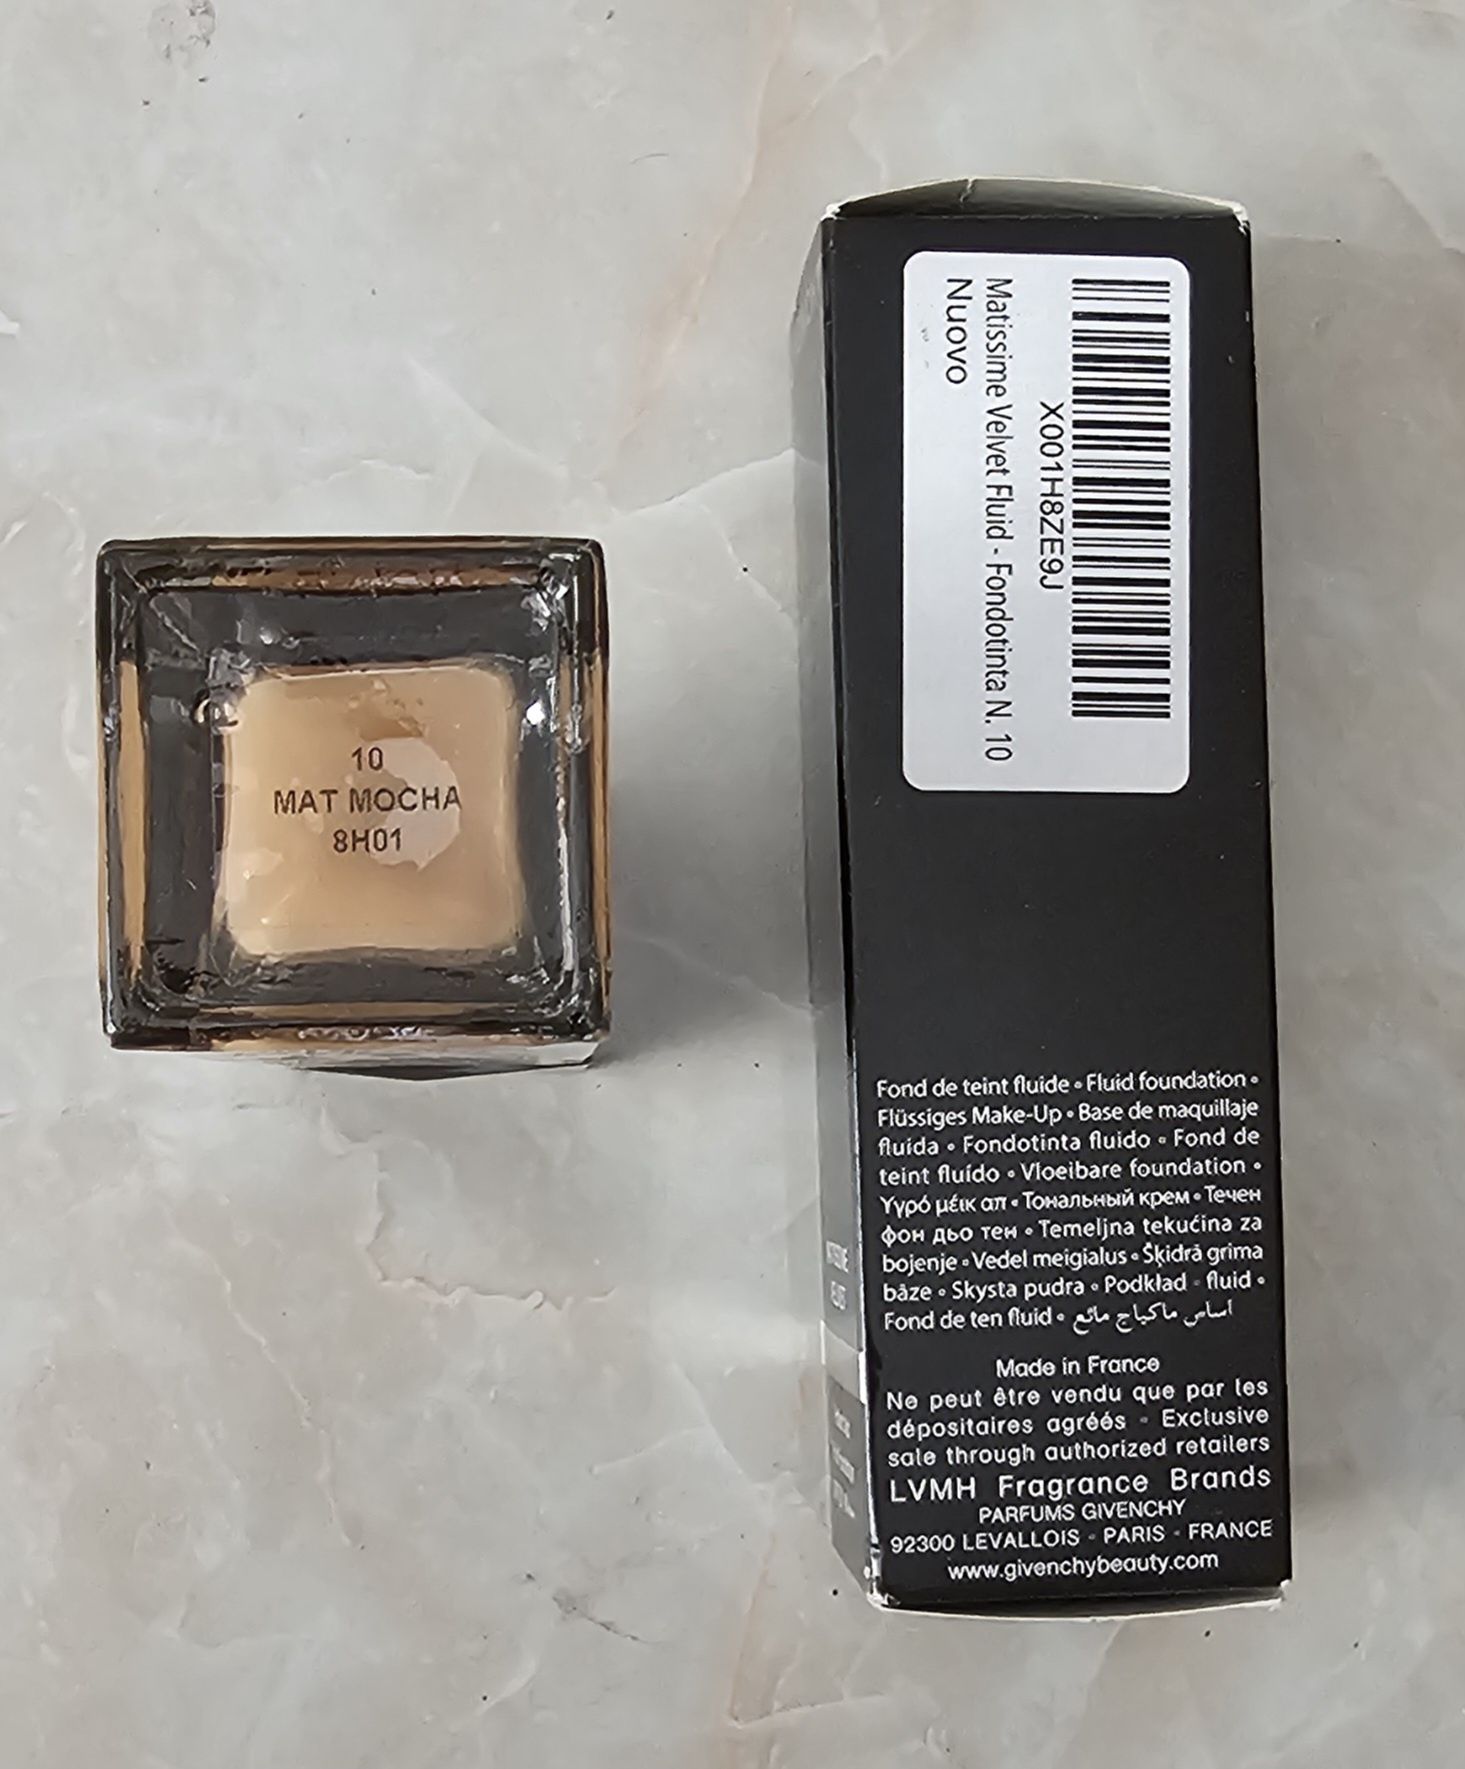 10
MAT MOCHA
8H01
X001H8ZE9J
Matissime Velvet Fluid - Fondotinta N. 10
Nuovo
Fond de teint fluide • Fluid foundation •
Flüssiges Make-Up • Base de maquillaje
fluida • Fondotinta fluido • Fond de
teint fluído • Vloeibare foundation •
Υγρό μέικ απ • Тональный крем • Течен
фон дьо тен • Temeljna tekućina za
bojenje • Vedel meigialus • Šķidrā grima
bāze • Skysta pudra • Podkład - fluid •
Fond de ten fluid • أساس ماكياج مائع
Made in France
Ne peut être vendu que par les
dépositaires agréés • Exclusive
sale through authorized retailers
LVMH Fragrance Brands
PARFUMS GIVENCHY
92300 LEVALLOIS • PARIS • FRANCE
www.givenchybeauty.com